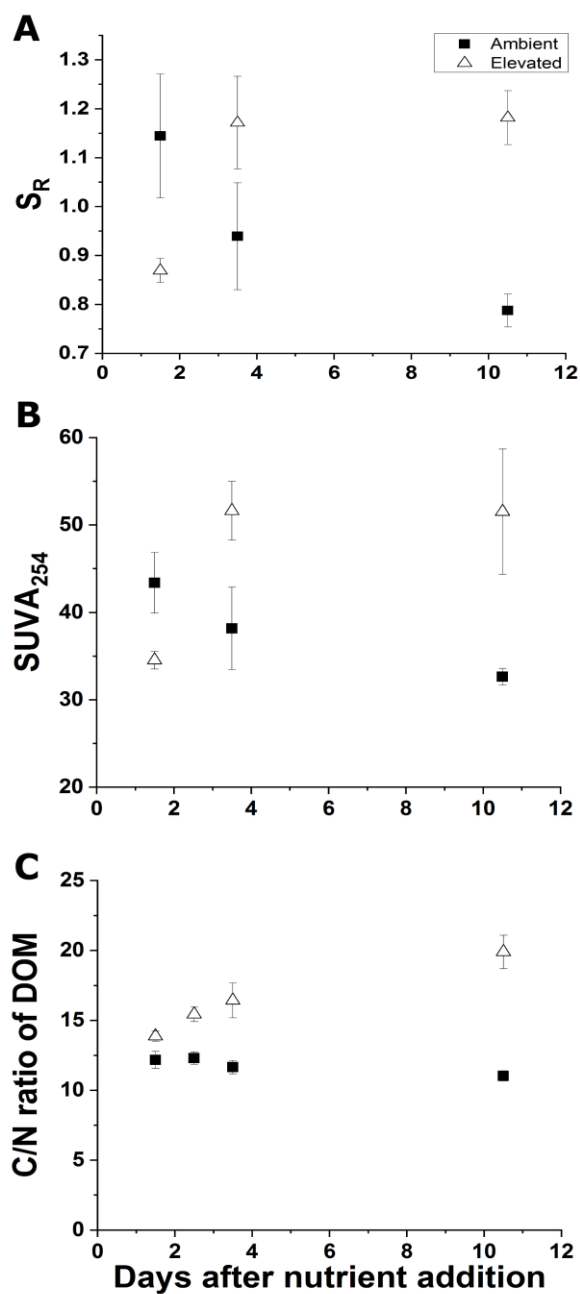 A
Ambient
Elevated
1.3
1.2
1.1
1.0
0.9
0.8
0.7
S_R
0 2 4 6 8 10 12
B
60
50
40
30
20
SUVA₂₅₄
0 2 4 6 8 10 12
C
25
20
15
10
5
0
C/N ratio of DOM
0 2 4 6 8 10 12
Days after nutrient addition